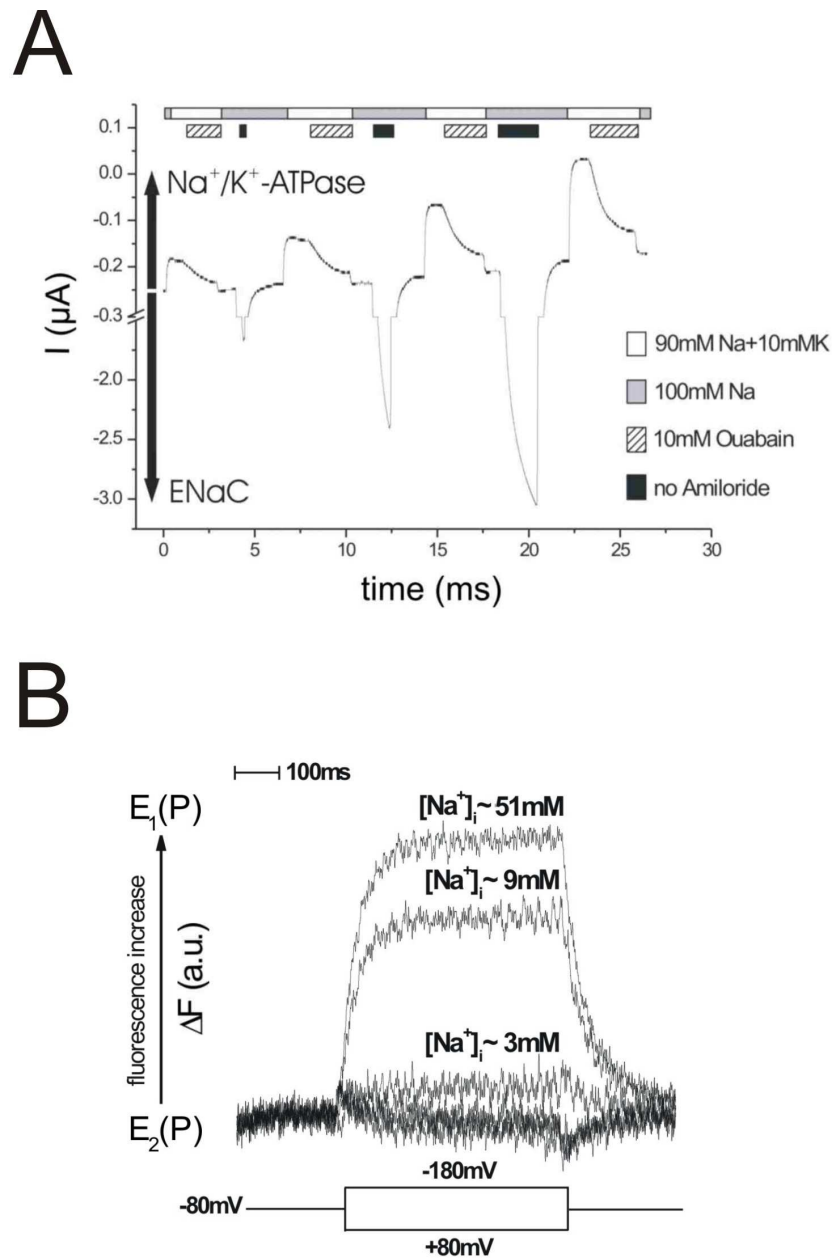 A
0.1
0.0
-0.1
-0.2
-0.3
-2.0
-2.5
-3.0
I (µA)
Na⁺/K⁺-ATPase
ENaC
90mM Na+10mMK
100mM Na
10mM Ouabain
no Amiloride
0 5 10 15 20 25 30
time (ms)
B
100ms
E₁(P)
[Na⁺]ᵢ~ 51mM
[Na⁺]ᵢ~ 9mM
fluorescence increase
ΔF (a.u.)
[Na⁺]ᵢ~ 3mM
E₂(P)
-180mV
-80mV
+80mV